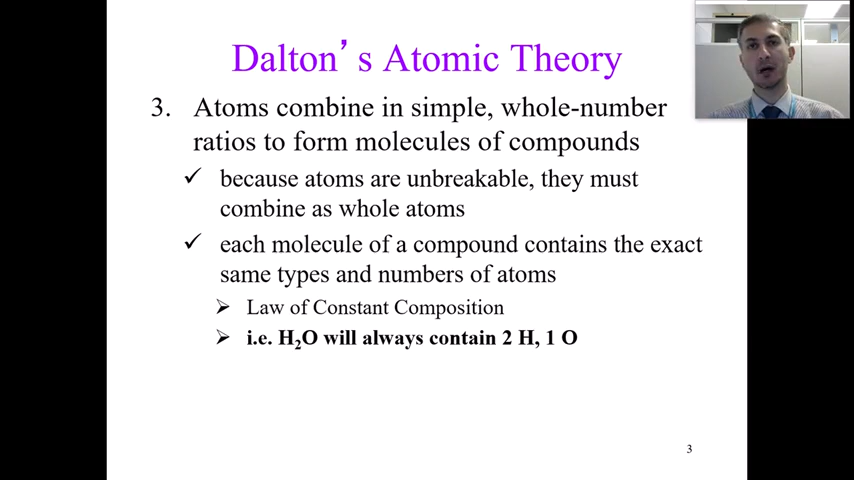 Dalton’s Atomic Theory
3. Atoms combine in simple, whole-number
ratios to form molecules of compounds
✓ because atoms are unbreakable, they must
combine as whole atoms
✓ each molecule of a compound contains the exact
same types and numbers of atoms
➢ Law of Constant Composition
➢ i.e. H₂O will always contain 2 H, 1 O
3